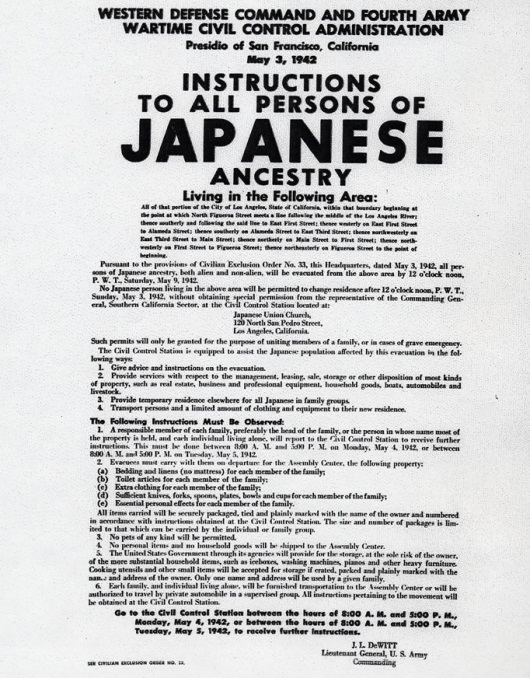 WESTERN DEFENSE COMMAND AND FOURTH ARMY
WARTIME CIVIL CONTROL ADMINISTRATION
Presidio of San Francisco, California
May 3, 1942
INSTRUCTIONS
TO ALL PERSONS OF
JAPANESE
ANCESTRY
Living in the Following Area:
All of that portion of the City of Los Angeles, State of California, within that boundary beginning at
the point at which North Figueroa Street meets a line following the middle of the Los Angeles River;
thence southerly and following the said line to East First Street; thence westerly on East First Street
to Alameda Street; thence southerly on Alameda Street to East Third Street; thence northwesterly on
East Third Street to Main Street; thence northerly on Main Street to First Street; thence north-
westerly on First Street to Figueroa Street; thence northeasterly on Figueroa Street to the point of
beginning.
Pursuant to the provisions of Civilian Exclusion Order No. 33, this Headquarters, dated May 3, 1942, all per-
sons of Japanese ancestry, both alien and non-alien, will be evacuated from the above area by 12 o'clock noon,
P. W. T., Saturday, May 9, 1942.
No Japanese person living in the above area will be permitted to change residence after 12 o'clock noon, P. W. T.,
Sunday, May 3, 1942, without obtaining special permission from the representative of the Commanding Gen-
eral, Southern California Sector, at the Civil Control Station located at:
Japanese Union Church,
120 North San Pedro Street,
Los Angeles, California.
Such permits will only be granted for the purpose of uniting members of a family, or in cases of grave emergency.
The Civil Control Station is equipped to assist the Japanese population affected by this evacuation in the fol-
lowing ways:
1. Give advice and instructions on the evacuation.
2. Provide services with respect to the management, leasing, sale, storage or other disposition of most kinds
of property, such as real estate, business and professional equipment, household goods, boats, automobiles and
livestock.
3. Provide temporary residence elsewhere for all Japanese in family groups.
4. Transport persons and a limited amount of clothing and equipment to their new residence.
The Following Instructions Must Be Observed:
1. A responsible member of each family, preferably the head of the family, or the person in whose name most of
the property is held, and each individual living alone, will report to the Civil Control Station to receive further
instructions. This must be done between 8:00 A. M. and 5:00 P. M. on Monday, May 4, 1942, or between
8:00 A. M. and 5:00 P. M. on Tuesday, May 5, 1942.
2. Evacuees must carry with them on departure for the Assembly Center, the following property:
(a) Bedding and linens (no mattress) for each member of the family;
(b) Toilet articles for each member of the family;
(c) Extra clothing for each member of the family;
(d) Sufficient knives, forks, spoons, plates, bowls and cups for each member of the family;
(e) Essential personal effects for each member of the family.
All items carried will be securely packaged, tied and plainly marked with the name of the owner and numbered
in accordance with instructions obtained at the Civil Control Station. The size and number of packages is lim-
ited to that which can be carried by the individual or family group.
3. No pets of any kind will be permitted.
4. No personal items and no household goods will be shipped to the Assembly Center.
5. The United States Government through its agencies will provide for the storage, at the sole risk of the owner,
of the more substantial household items, such as iceboxes, washing machines, pianos and other heavy furniture.
Cooking utensils and other small items will be accepted for storage if crated, packed and plainly marked with the
name and address of the owner. Only one name and address will be used by a given family.
6. Each family, and individual living alone, will be furnished transportation to the Assembly Center or will be
authorized to travel by private automobile in a supervised group. All instructions pertaining to the movement will
be obtained at the Civil Control Station.
Go to the Civil Control Station between the hours of 8:00 A. M. and 5:00 P. M.,
Monday, May 4, 1942, or between the hours of 8:00 A. M. and 5:00 P. M.,
Tuesday, May 5, 1942, to receive further instructions.
J. L. DeWITT
Lieutenant General, U. S. Army
Commanding
SEE CIVILIAN EXCLUSION ORDER NO. 33.